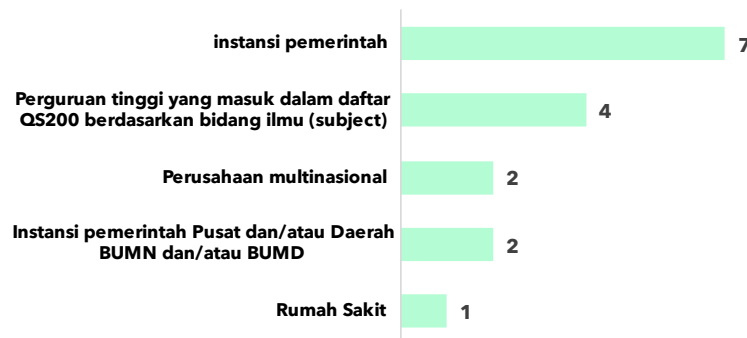 instansi pemerintah
7
Perguruan tinggi yang masuk dalam daftar
QS200 berdasarkan bidang ilmu (subject)
4
Perusahaan multinasional
2
Instansi pemerintah Pusat dan/atau Daerah
BUMN dan/atau BUMD
2
Rumah Sakit
1